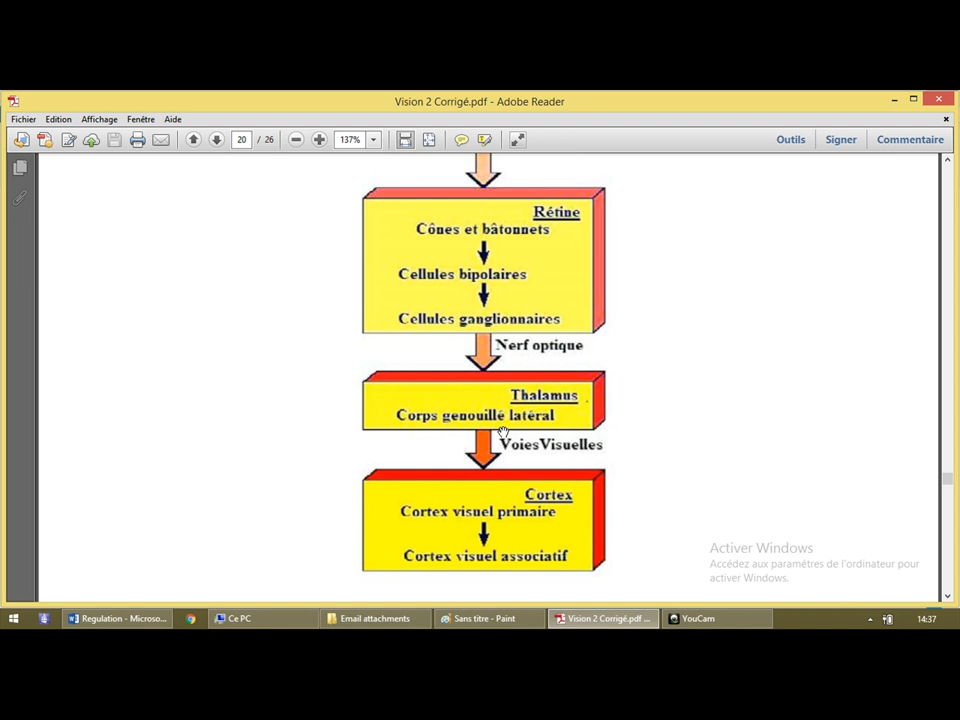 Vision 2 Corrigé.pdf - Adobe Reader
Fichier Edition Affichage Fenêtre Aide
20 / 26 137% Outils Signer Commentaire
Rétine
Cônes et bâtonnets
Cellules bipolaires
Cellules ganglionnaires
Nerf optique
Thalamus
Corps genouillé latéral
VoiesVisuelles
Cortex
Cortex visuel primaire
Cortex visuel associatif
Activer Windows
Accédez aux paramètres de l'ordinateur pour
activer Windows.
Regulation - Microso... Ce PC Email attachments Sans titre - Paint Vision 2 Corrigé.pdf ... YouCam 14:37